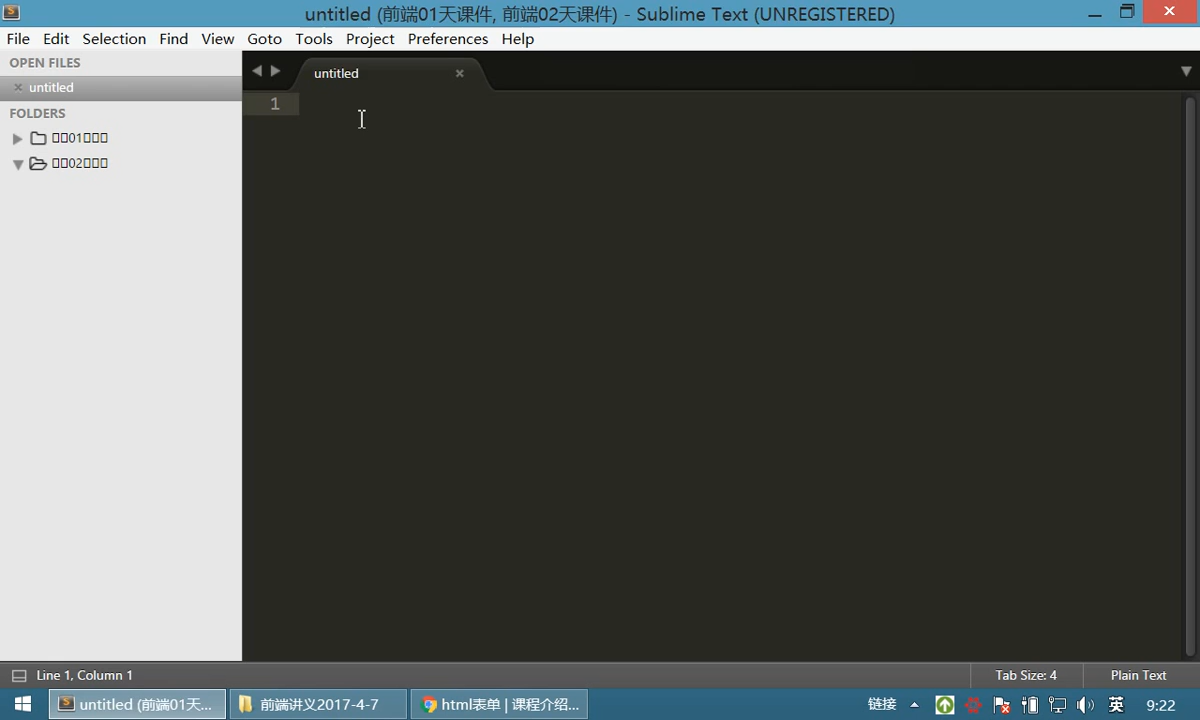 untitled (前端01天课件, 前端02天课件) - Sublime Text (UNREGISTERED)
File Edit Selection Find View Goto Tools Project Preferences Help
OPEN FILES
untitled
FOLDERS
▯▯01▯▯▯
▯▯02▯▯▯
untitled
1
Line 1, Column 1
Tab Size: 4
Plain Text
untitled (前端01天...
前端讲义2017-4-7
html表单 | 课程介绍...
链接
英
9:22